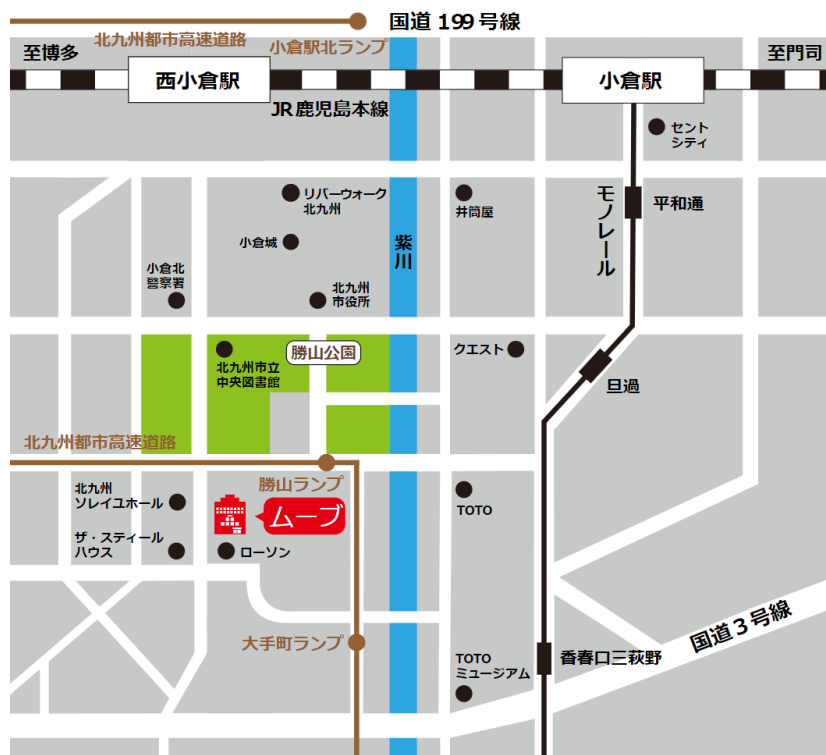 国道199号線
北九州都市高速道路
小倉駅北ランプ
至博多
至門司
西小倉駅
小倉駅
JR鹿児島本線
セント
シティ
リバーウォーク
北九州
井筒屋
モノレール
平和通
小倉城
紫川
小倉北
警察署
北九州
市役所
勝山公園
クエスト
北九州市立
中央図書館
旦過
北九州都市高速道路
勝山ランプ
北九州
ソレイユホール
ムーブ
TOTO
ザ・スティール
ハウス
ローソン
国道3号線
大手町ランプ
TOTO
ミュージアム
香春口三萩野